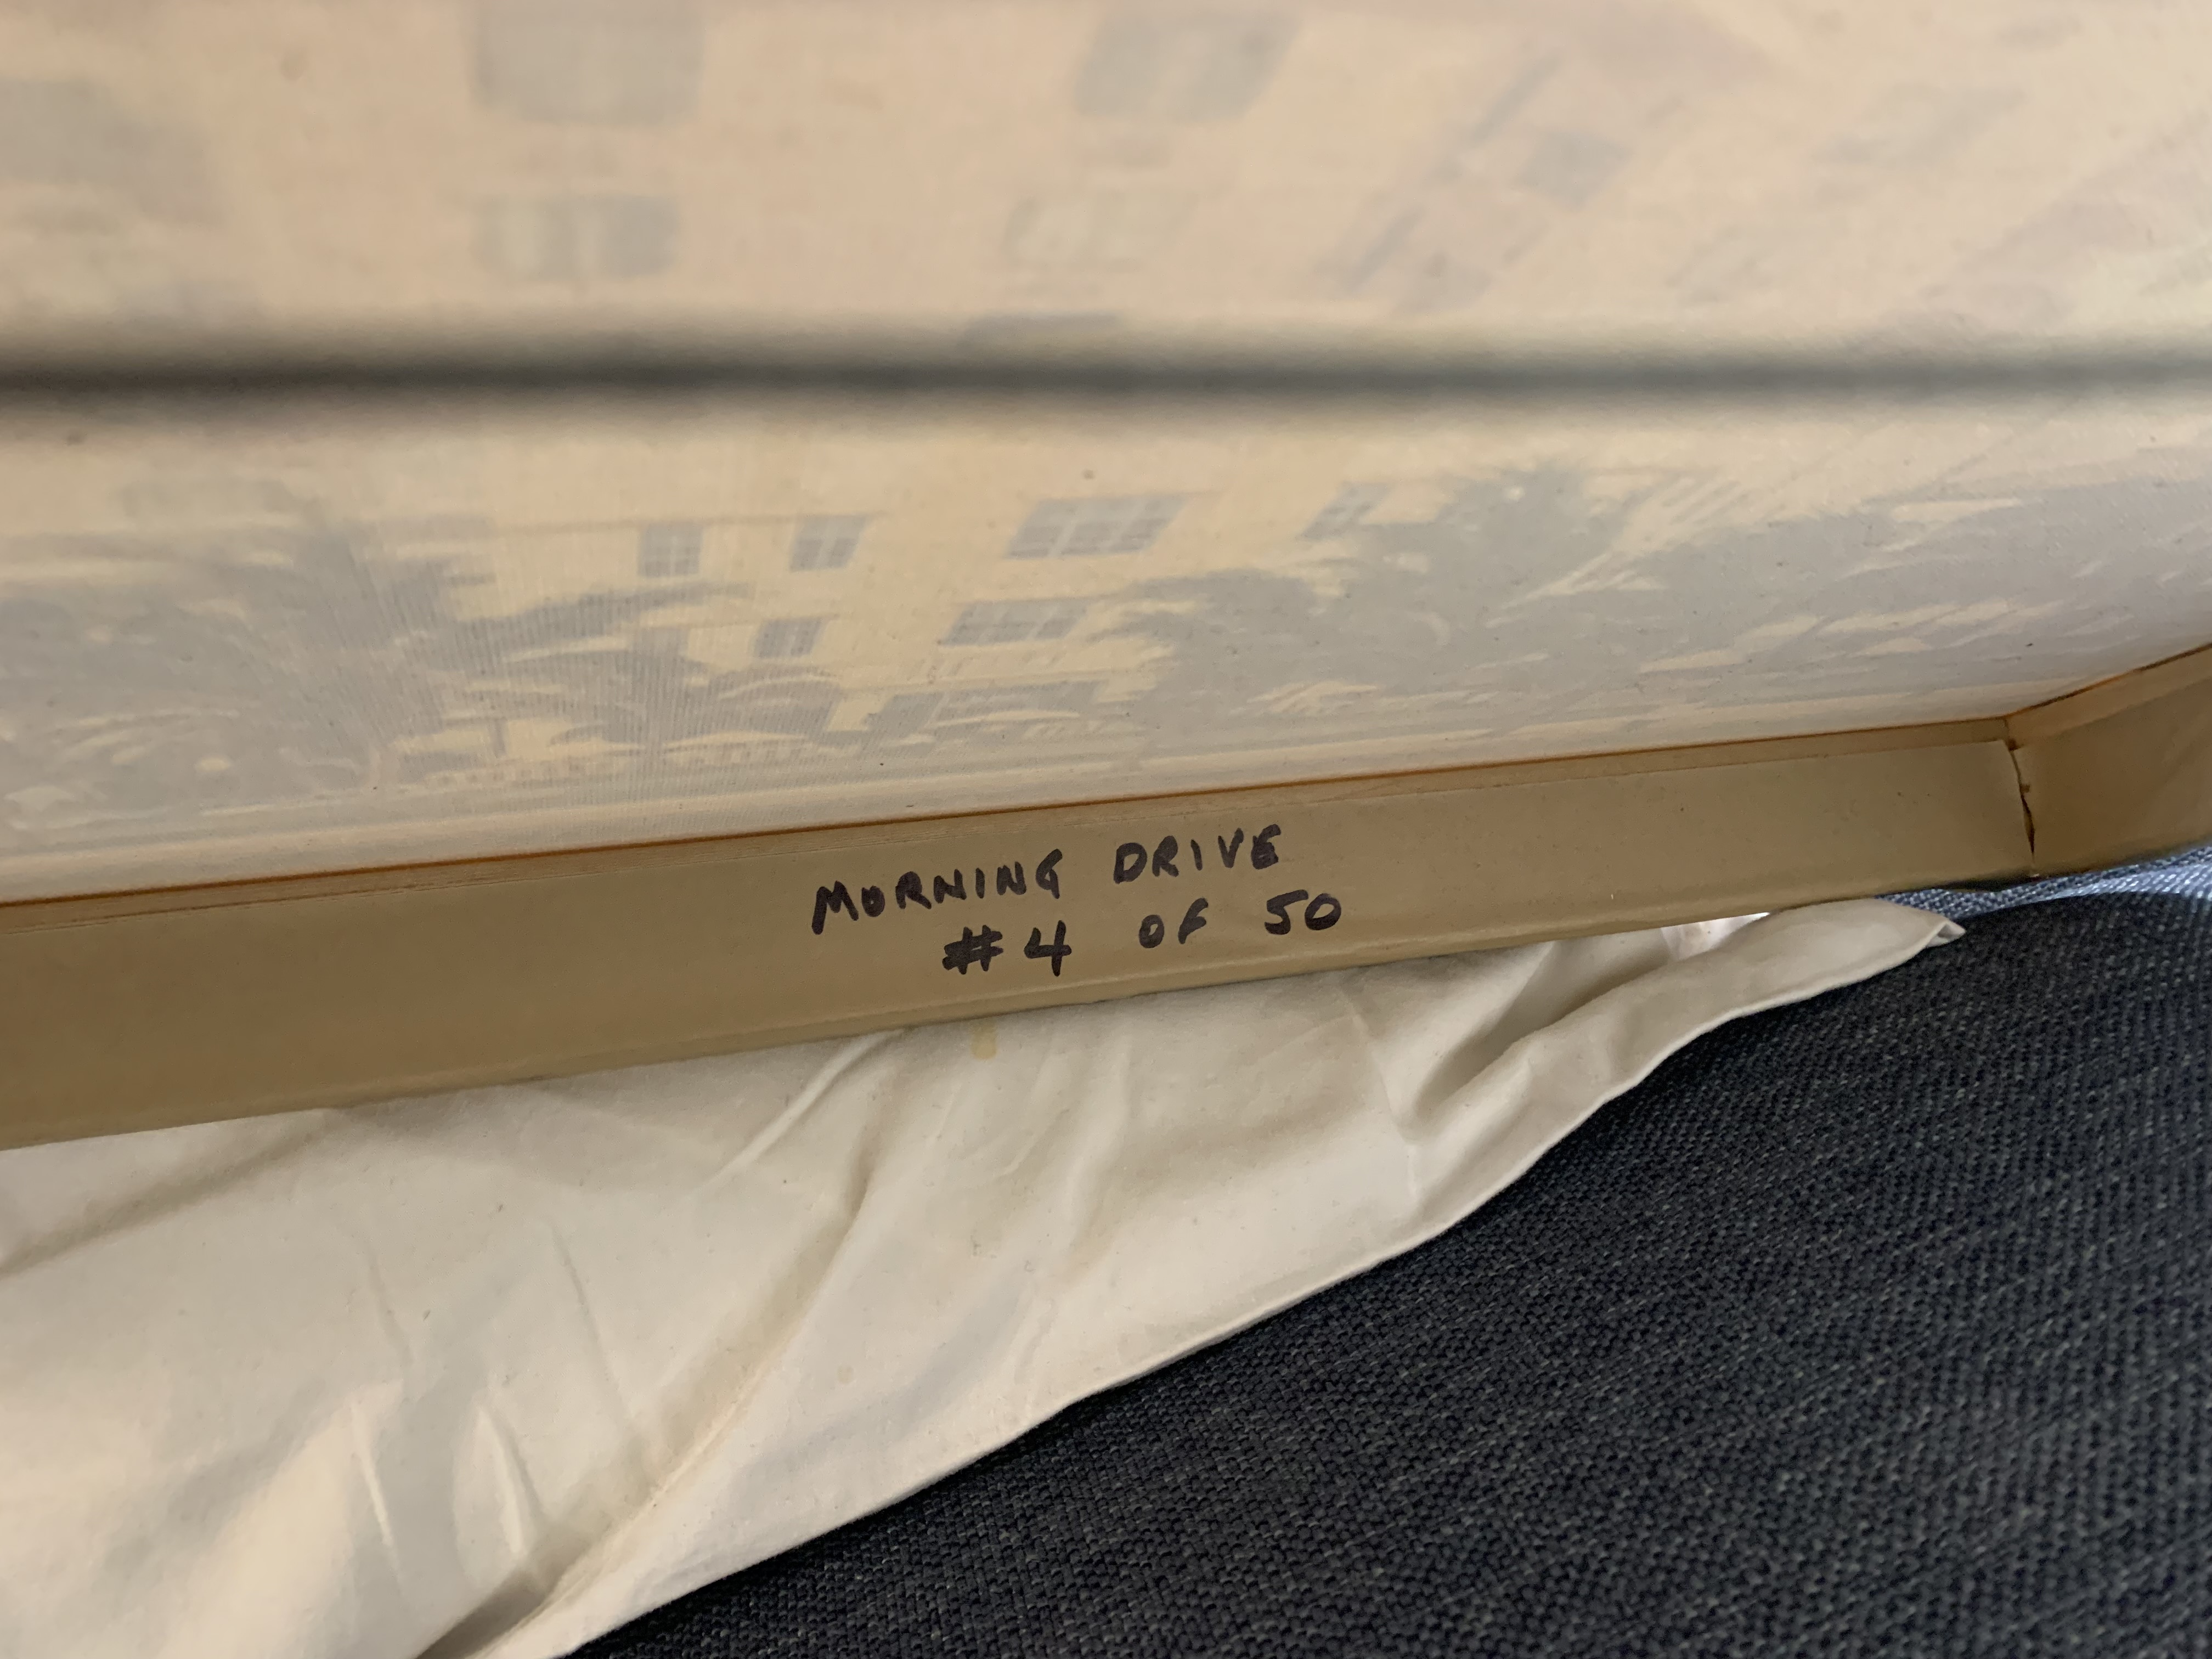 MORNING DRIVE
#4 OF 50